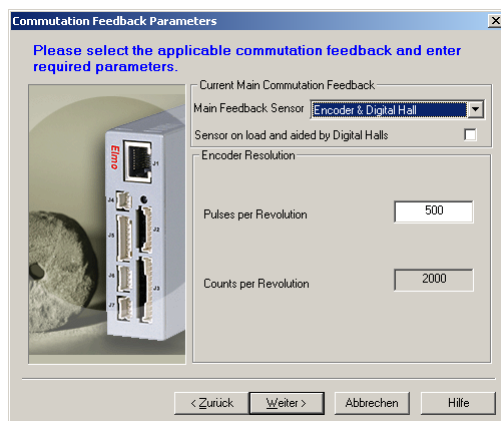 Commutation Feedback Parameters
Please select the applicable commutation feedback and enter
required parameters.
Current Main Commutation Feedback
Main Feedback Sensor Encoder & Digital Hall
Sensor on load and aided by Digital Halls
Encoder Resolution
Pulses per Revolution 500
Counts per Revolution 2000
Elmo
J1
J4
J2
J5
J6
J3
J7
< Zurück
Weiter >
Abbrechen
Hilfe